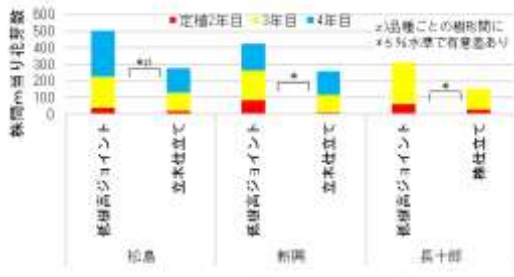 株間m当り花芽数
600
500
400
300
200
100
0
定植2年目 3年目 4年目
z)品種ごとの樹形間に
*5%水準で有意差あり
*z)
*
*
低樹高ジョイント
立木仕立て
低樹高ジョイント
立木仕立て
低樹高ジョイント
棚仕立て
松島
新興
長十郎